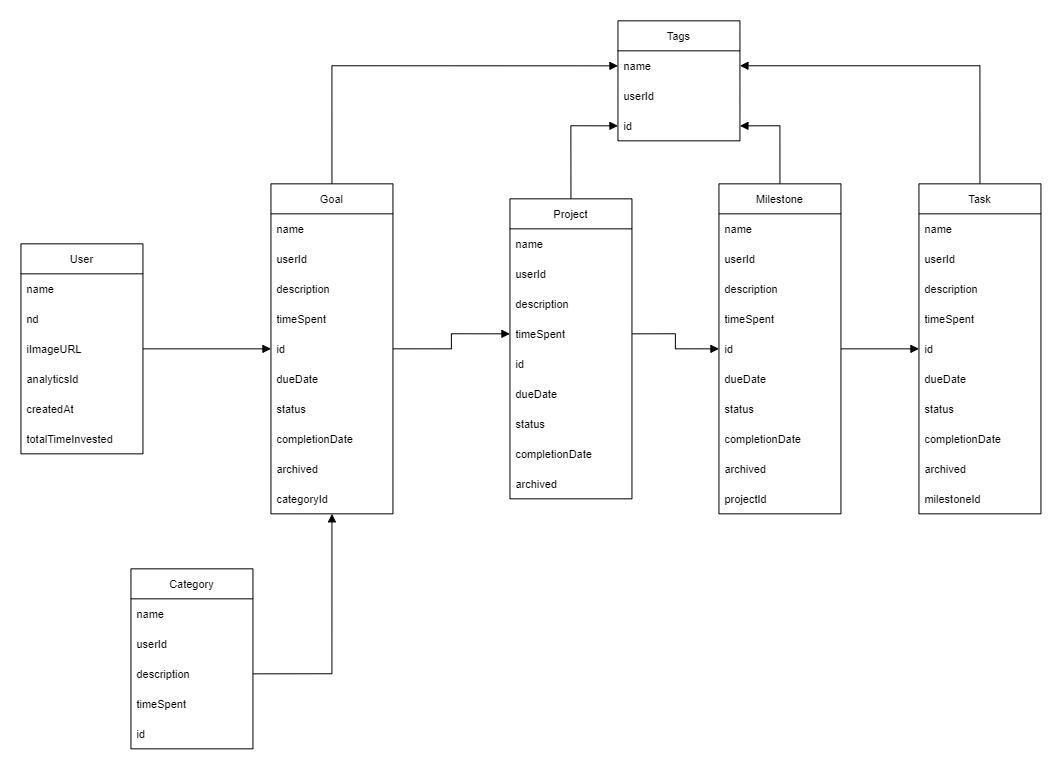 Tags
name
userId
id
Goal
name
userId
description
timeSpent
id
dueDate
status
completionDate
archived
categoryId
Project
name
userId
description
timeSpent
id
dueDate
status
completionDate
archived
Milestone
name
userId
description
timeSpent
id
dueDate
status
completionDate
archived
projectId
Task
name
userId
description
timeSpent
id
dueDate
status
completionDate
archived
milestoneId
User
name
nd
iImageURL
analyticsId
createdAt
totalTimeInvested
Category
name
userId
description
timeSpent
id